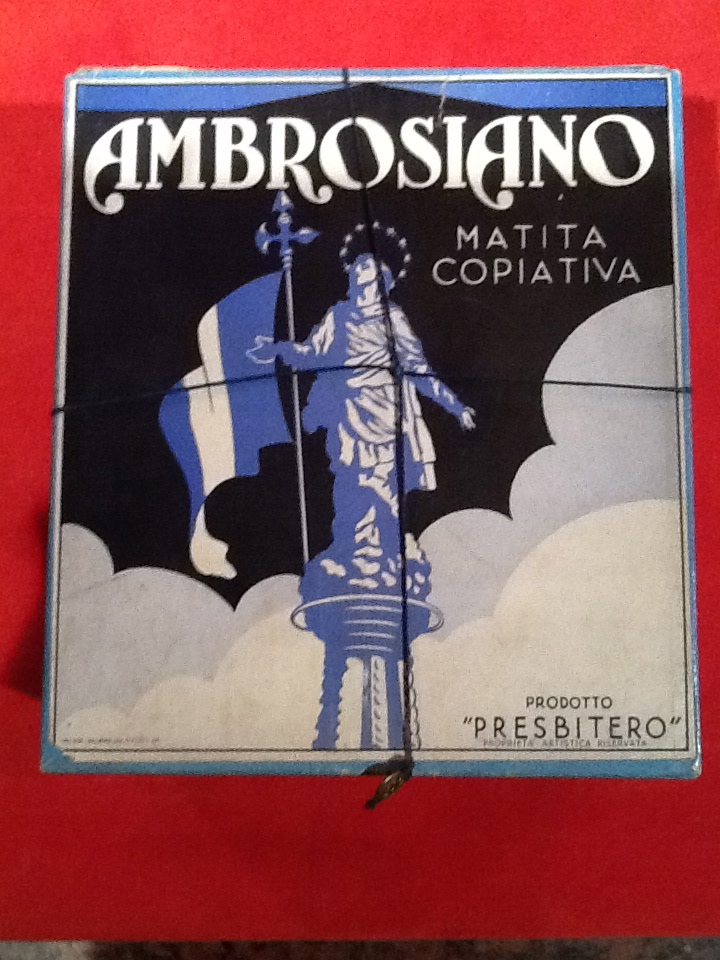 AMBROSIANO
MATITA
COPIATIVA
PRODOTTO
"PRESBITERO"
PROPRIETÀ ARTISTICA RISERVATA